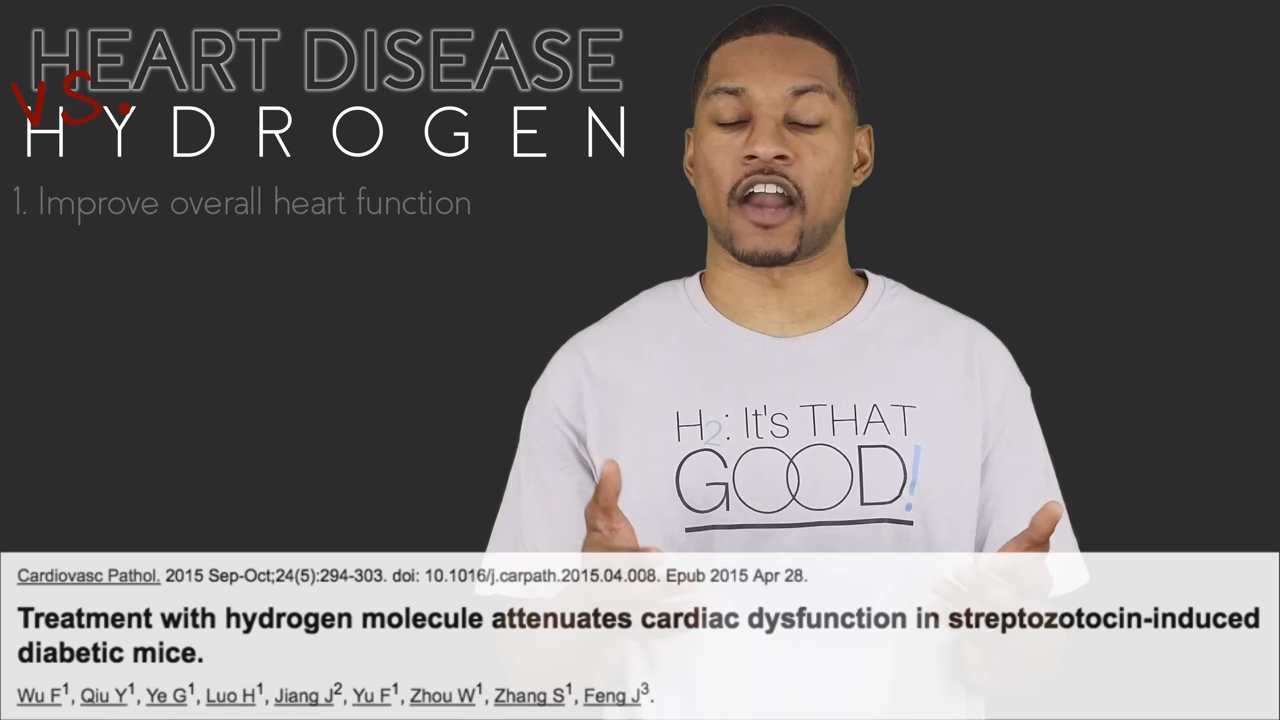 HEART DISEASE
VS.
HYDROGEN
1. Improve overall heart function
H2: It's THAT
GOOD!
Cardiovasc Pathol. 2015 Sep-Oct;24(5):294-303. doi: 10.1016/j.carpath.2015.04.008. Epub 2015 Apr 28.
Treatment with hydrogen molecule attenuates cardiac dysfunction in streptozotocin-induced
diabetic mice.
Wu F1, Qiu Y1, Ye G1, Luo H1, Jiang J2, Yu F1, Zhou W1, Zhang S1, Feng J3.